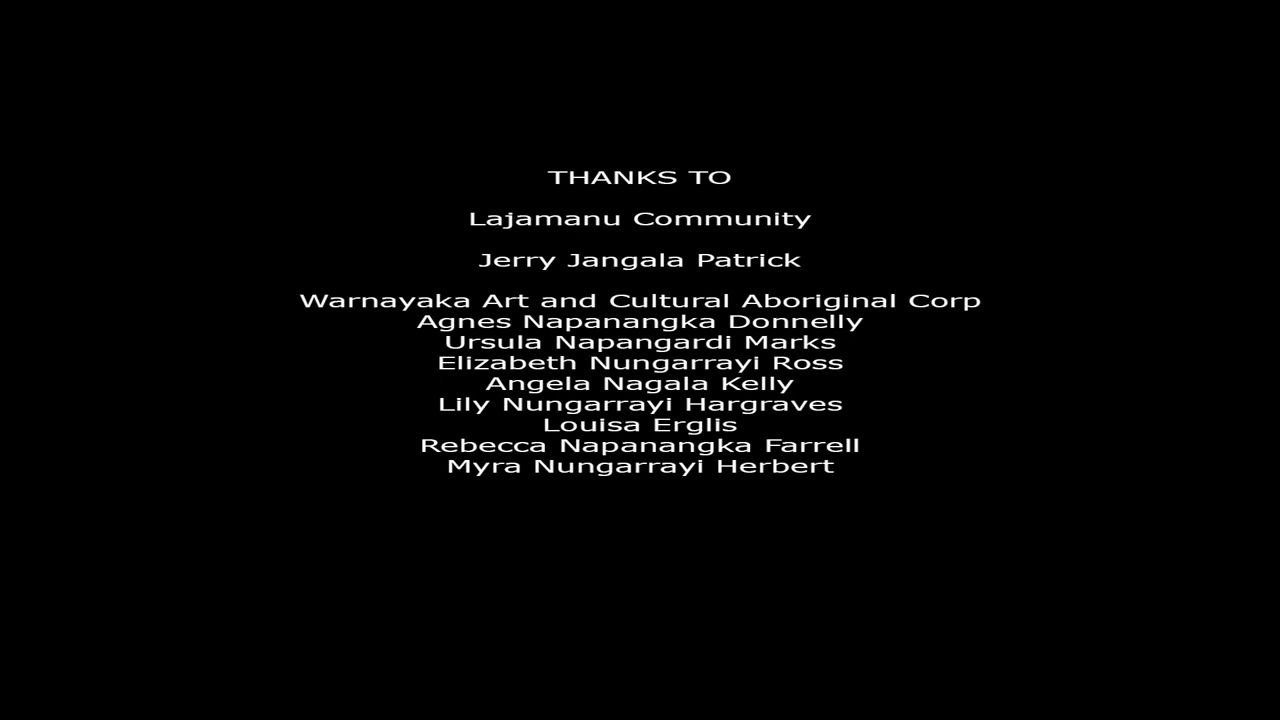 THANKS TO
Lajamanu Community
Jerry Jangala Patrick
Warnayaka Art and Cultural Aboriginal Corp
Agnes Napanangka Donnelly
Ursula Napangardi Marks
Elizabeth Nungarrayi Ross
Angela Nagala Kelly
Lily Nungarrayi Hargraves
Louisa Erglis
Rebecca Napanangka Farrell
Myra Nungarrayi Herbert